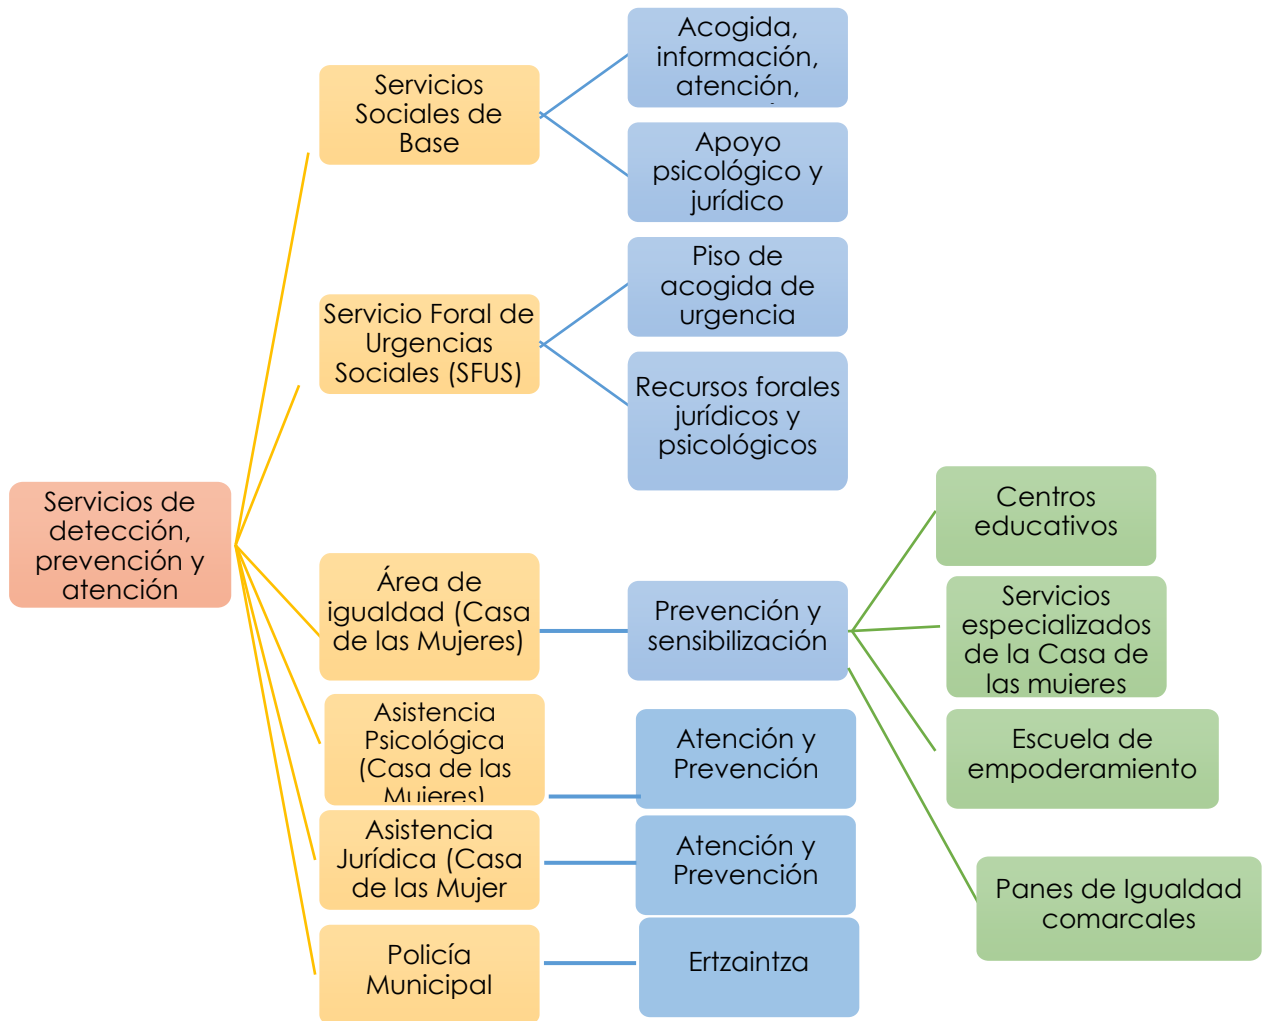 Acogida,
información,
atención,
Servicios
Sociales de
Base
Apoyo
psicológico y
jurídico
Piso de
acogida de
urgencia
Servicio Foral de
Urgencias
Sociales (SFUS)
Recursos forales
jurídicos y
psicológicos
Servicios de
detección,
prevención y
atención
Área de
igualdad (Casa
de las Mujeres)
Prevención y
sensibilización
Centros
educativos
Servicios
especializados
de la Casa de
las mujeres
Escuela de
empoderamiento
Panes de Igualdad
comarcales
Asistencia
Psicológica
(Casa de las
Mujeres)
Atención y
Prevención
Asistencia
Jurídica (Casa
de las Mujer
Atención y
Prevención
Policía
Municipal
Ertzaintza